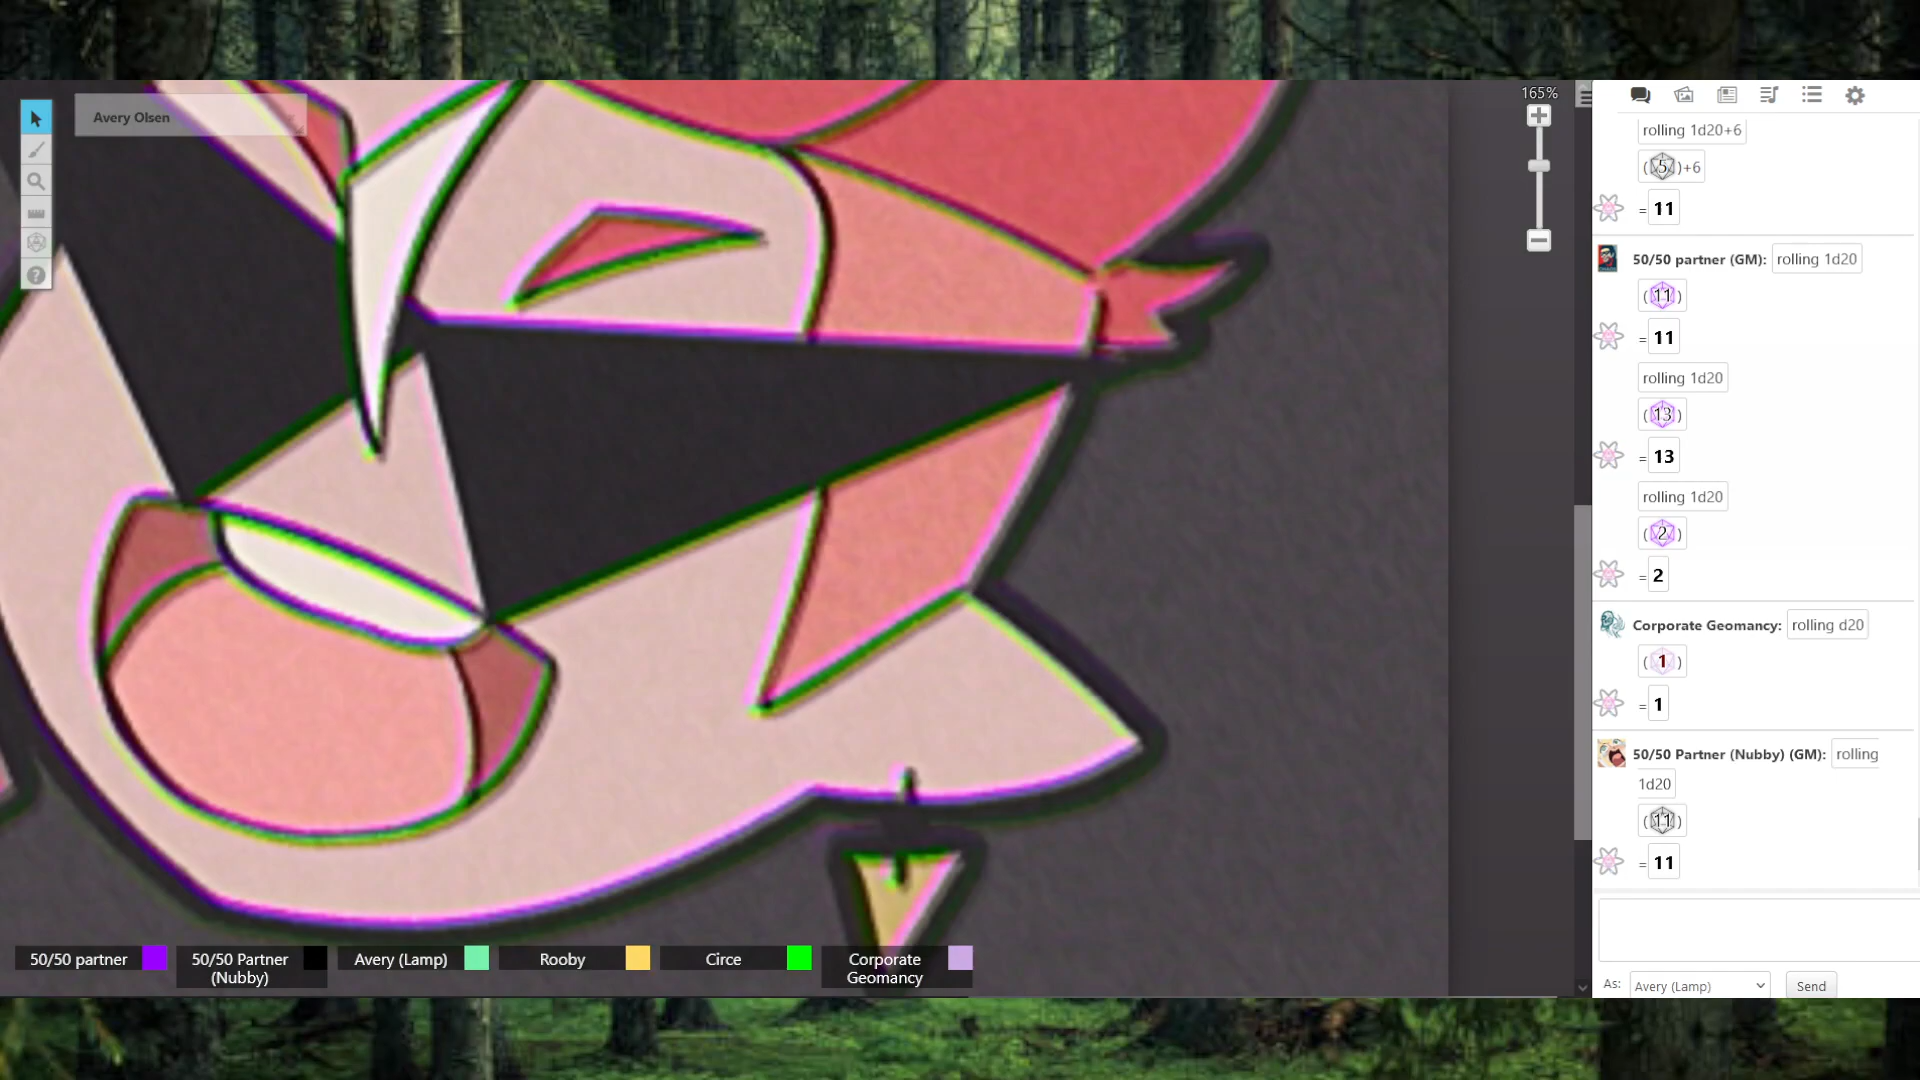 Avery Olsen
165%
rolling 1d20+6
(5)+6
= 11
50/50 partner (GM): rolling 1d20
(11)
= 11
rolling 1d20
(13)
= 13
rolling 1d20
(2)
= 2
Corporate Geomancy: rolling d20
(1)
= 1
50/50 Partner (Nubby) (GM): rolling
1d20
(11)
= 11
50/50 partner
50/50 Partner
(Nubby)
Avery (Lamp)
Rooby
Circe
Corporate
Geomancy
As: Avery (Lamp) Send